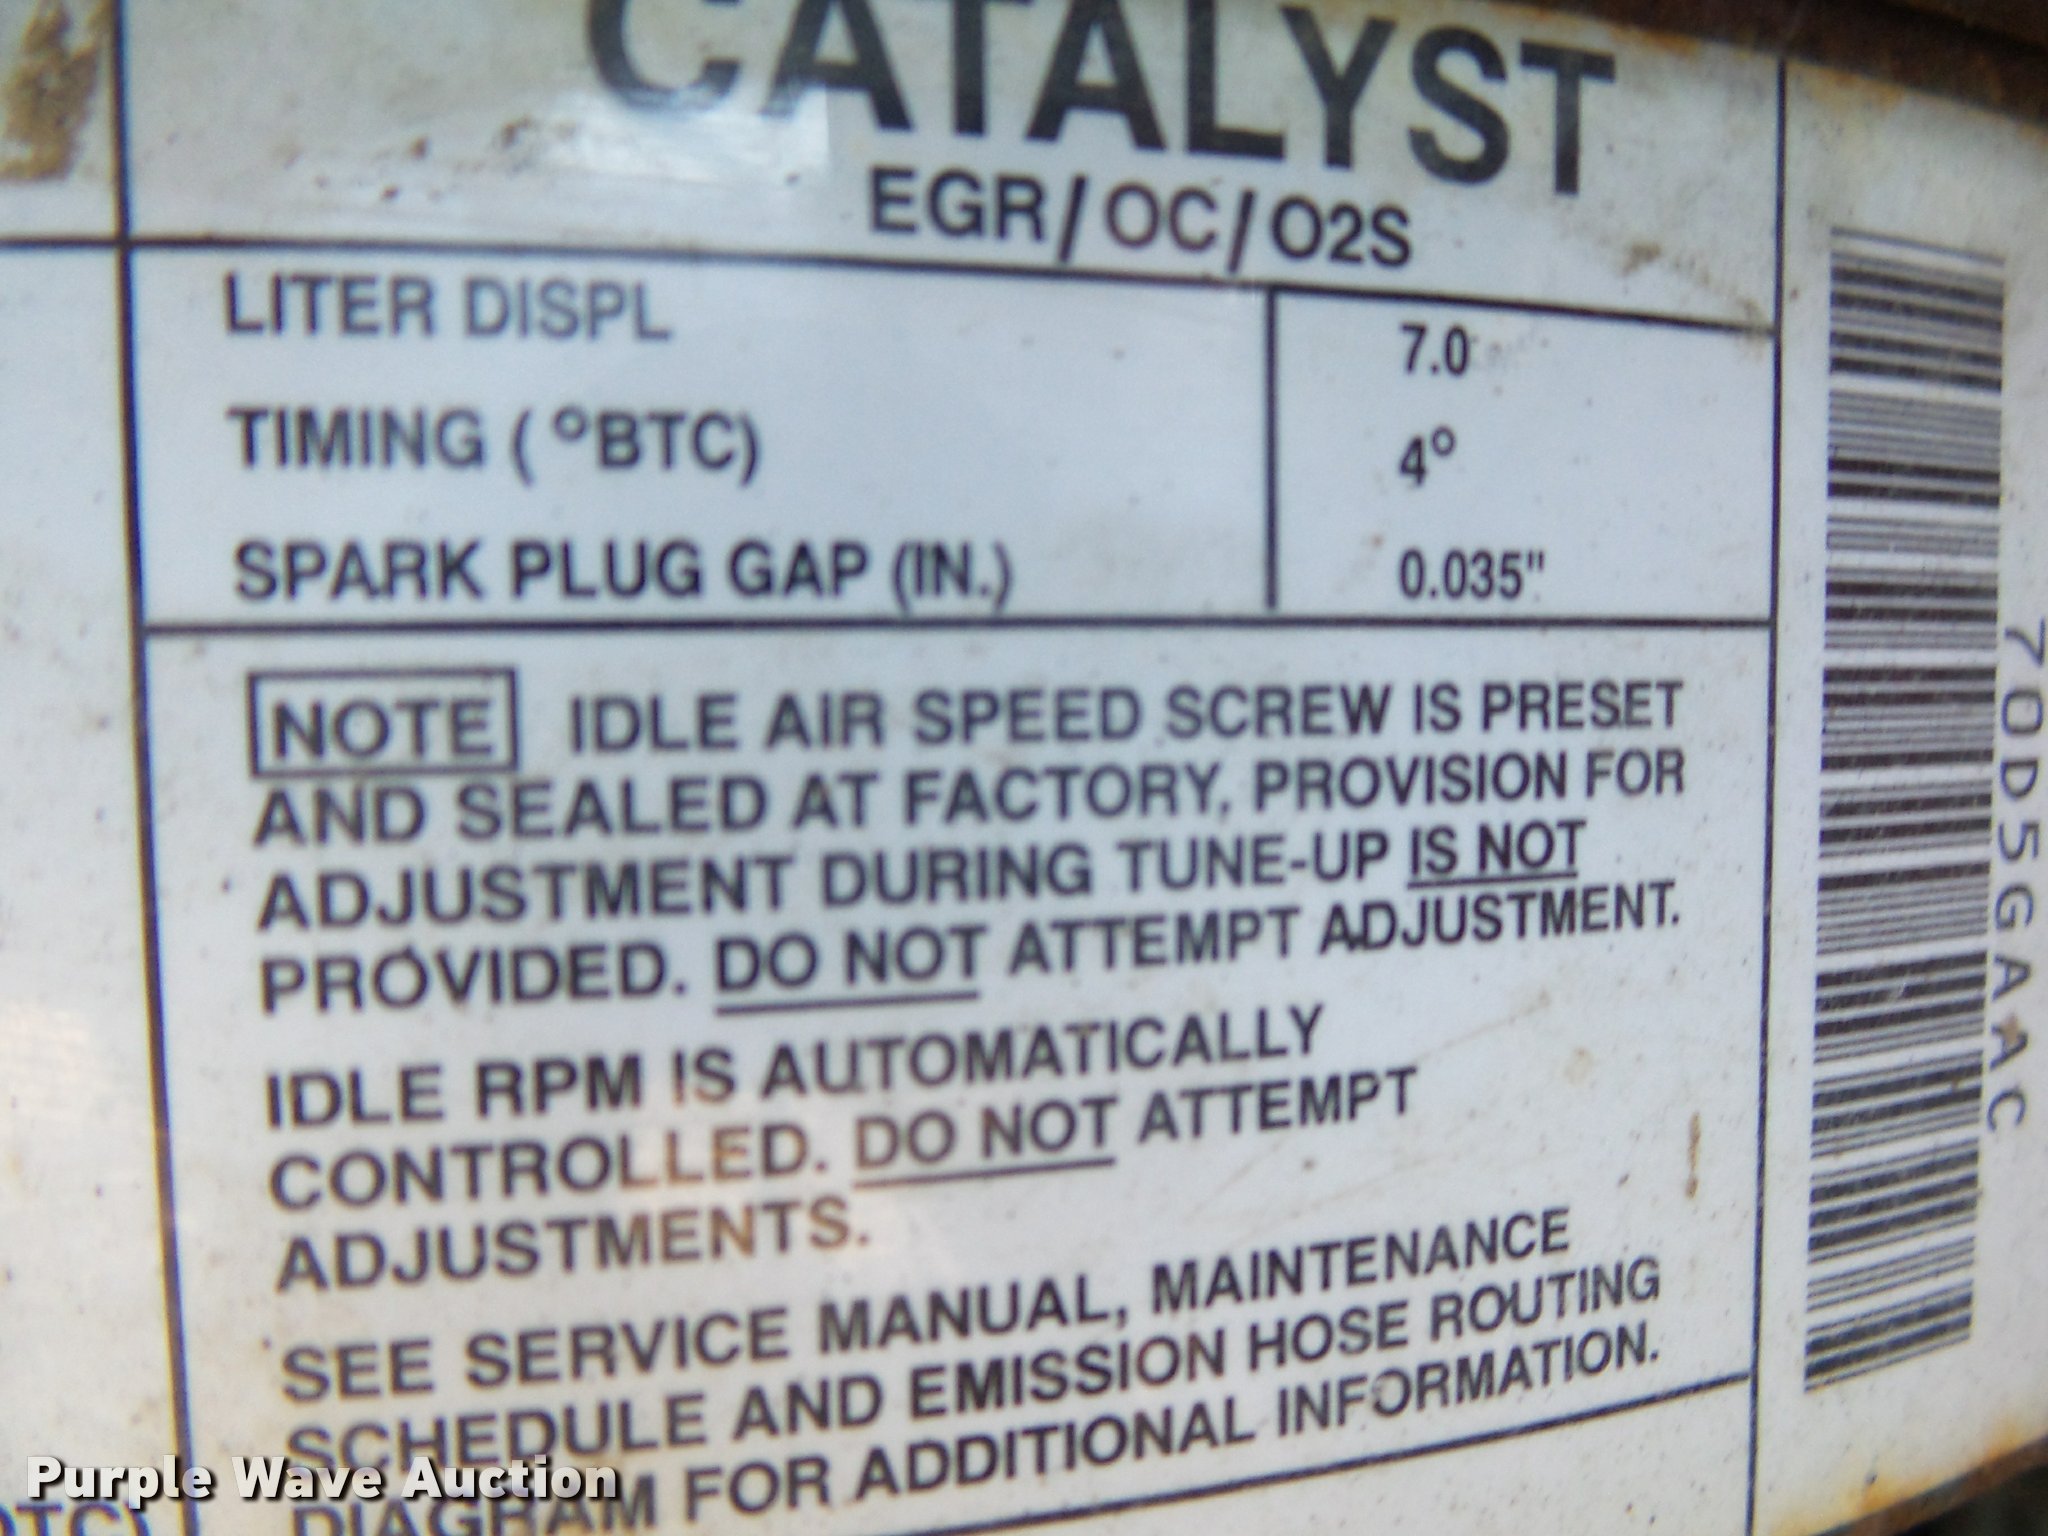 CATALYST
EGR/OC/O2S
LITER DISPL 7.0
TIMING (°BTC) 4°
SPARK PLUG GAP (IN.) 0.035"
NOTE IDLE AIR SPEED SCREW IS PRESET
AND SEALED AT FACTORY, PROVISION FOR
ADJUSTMENT DURING TUNE-UP IS NOT
PROVIDED. DO NOT ATTEMPT ADJUSTMENT.
IDLE RPM IS AUTOMATICALLY
CONTROLLED. DO NOT ATTEMPT
ADJUSTMENTS.
SEE SERVICE MANUAL, MAINTENANCE
SCHEDULE AND EMISSION HOSE ROUTING
DIAGRAM FOR ADDITIONAL INFORMATION.
70D5GAAC
Purple Wave Auction